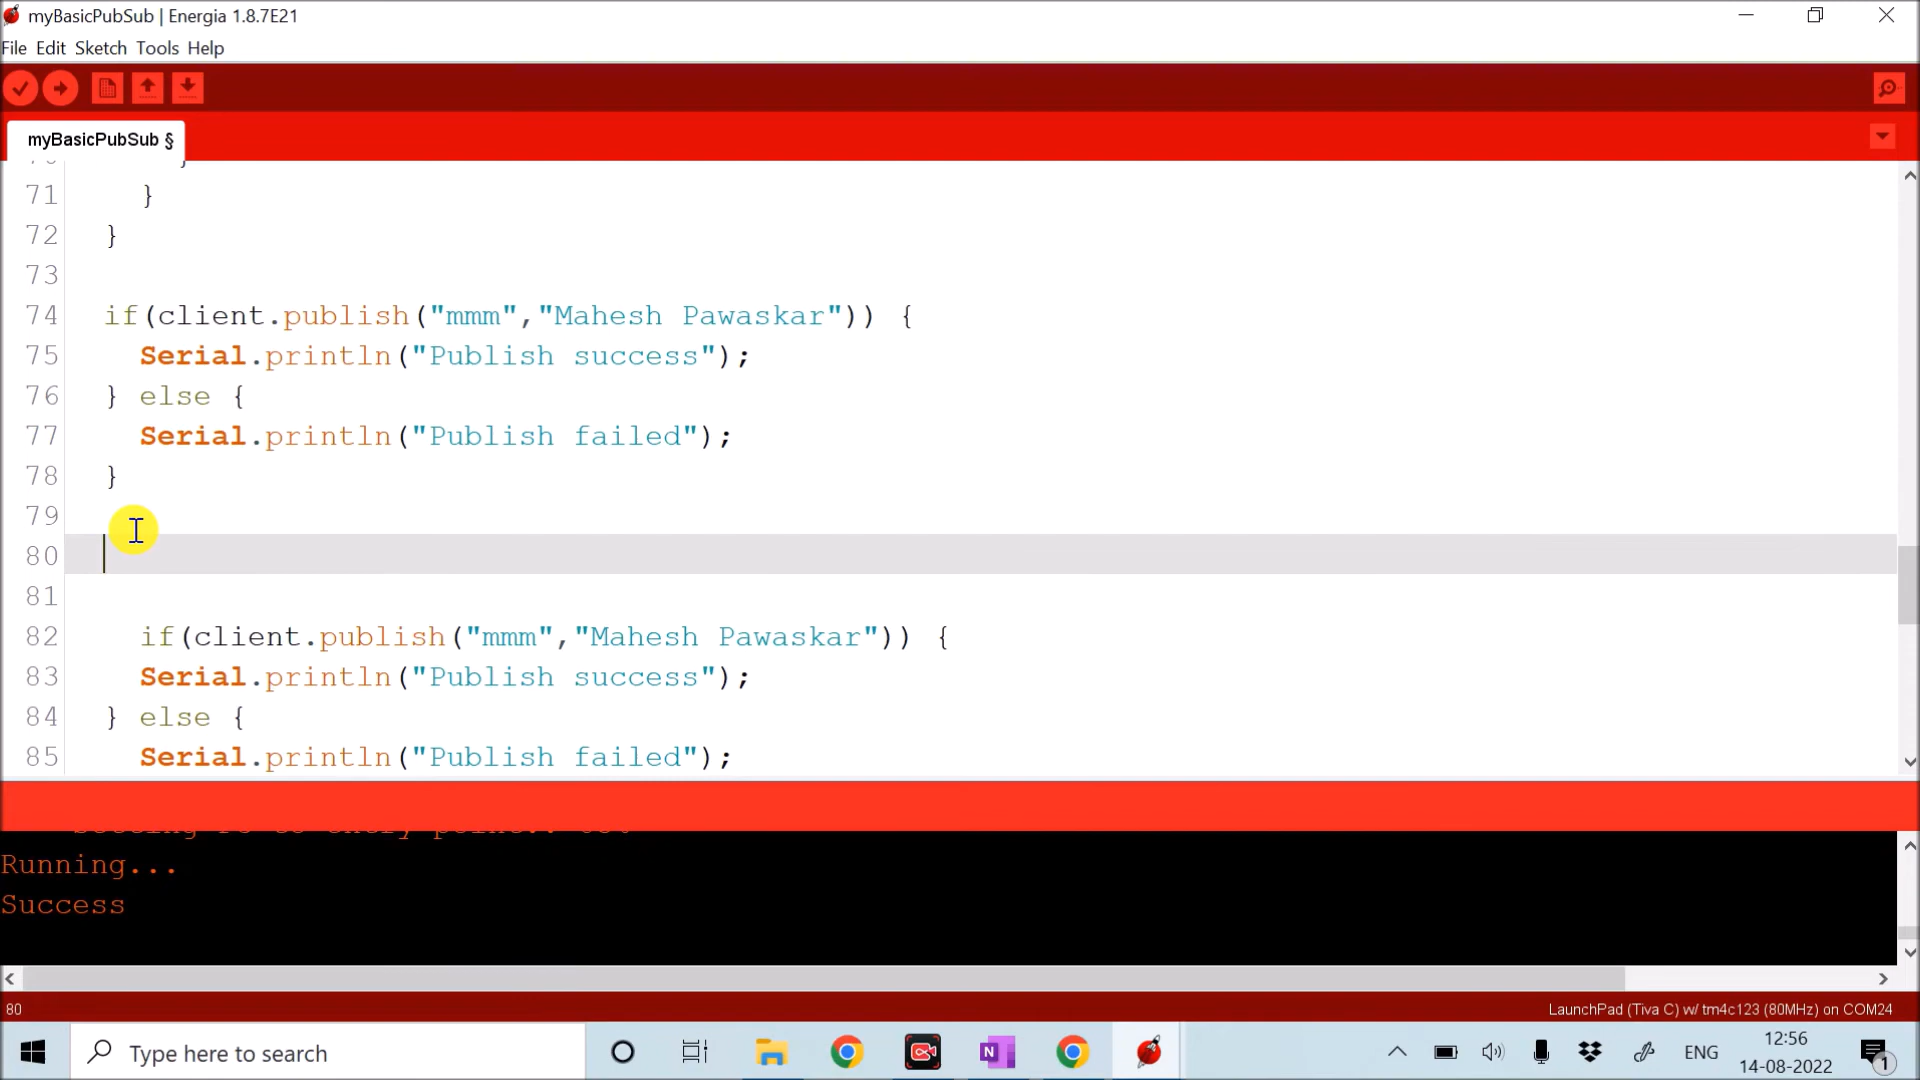 myBasicPubSub | Energia 1.8.7E21
File Edit Sketch Tools Help
myBasicPubSub §
71 }
72 }
73
74 if(client.publish("mmm","Mahesh Pawaskar")) {
75 Serial.println("Publish success");
76 } else {
77 Serial.println("Publish failed");
78 }
79
80
81
82 if(client.publish("mmm","Mahesh Pawaskar")) {
83 Serial.println("Publish success");
84 } else {
85 Serial.println("Publish failed");
Running...
Success
80
LaunchPad (Tiva C) w/ tm4c123 (80MHz) on COM24
Type here to search
N
ENG
12:56
14-08-2022
1